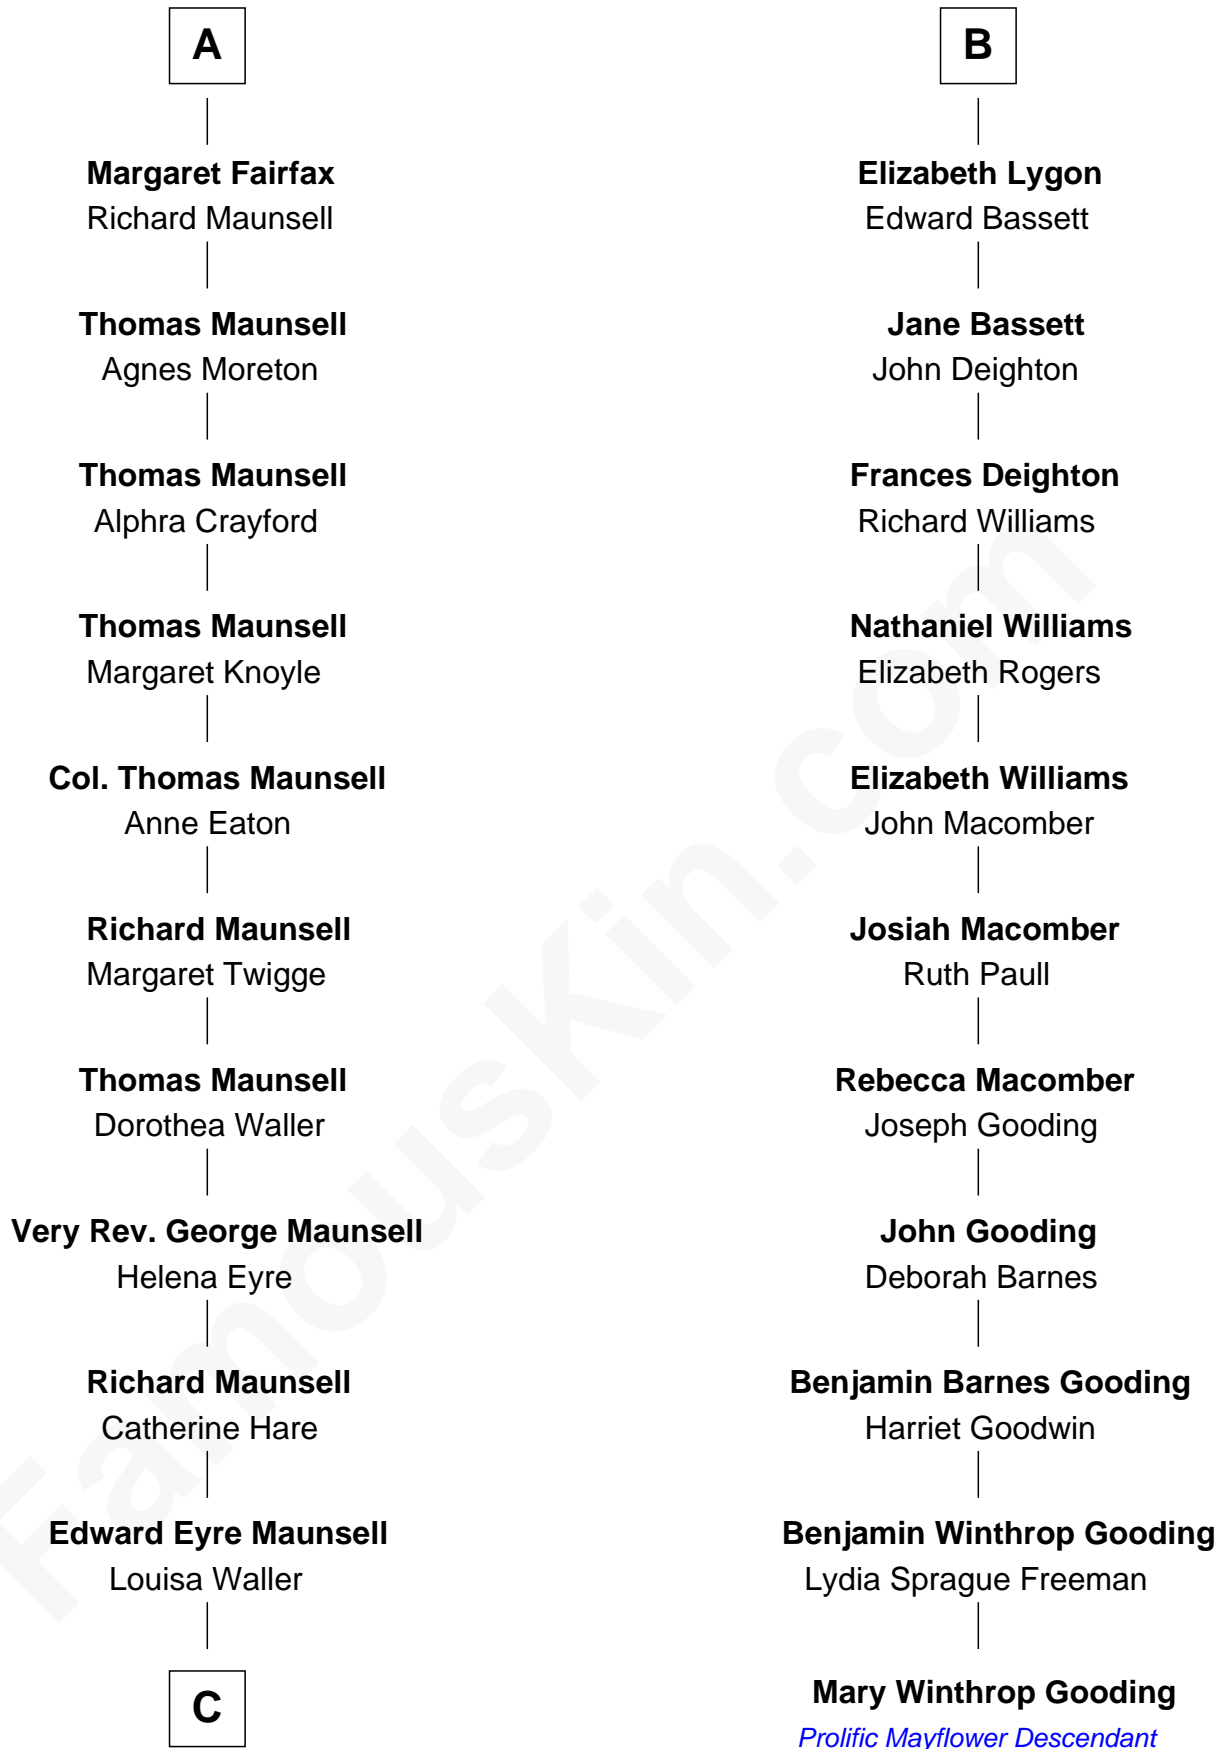 A
Margaret Fairfax
Richard Maunsell
Thomas Maunsell
Agnes Moreton
Thomas Maunsell
Alphra Crayford
Thomas Maunsell
Margaret Knoyle
Col. Thomas Maunsell
Anne Eaton
Richard Maunsell
Margaret Twigge
Thomas Maunsell
Dorothea Waller
Very Rev. George Maunsell
Helena Eyre
Richard Maunsell
Catherine Hare
Edward Eyre Maunsell
Louisa Waller
C
B
Elizabeth Lygon
Edward Bassett
Jane Bassett
John Deighton
Frances Deighton
Richard Williams
Nathaniel Williams
Elizabeth Rogers
Elizabeth Williams
John Macomber
Josiah Macomber
Ruth Paull
Rebecca Macomber
Joseph Gooding
John Gooding
Deborah Barnes
Benjamin Barnes Gooding
Harriet Goodwin
Benjamin Winthrop Gooding
Lydia Sprague Freeman
Mary Winthrop Gooding
Prolific Mayflower Descendant
FamousKin.com